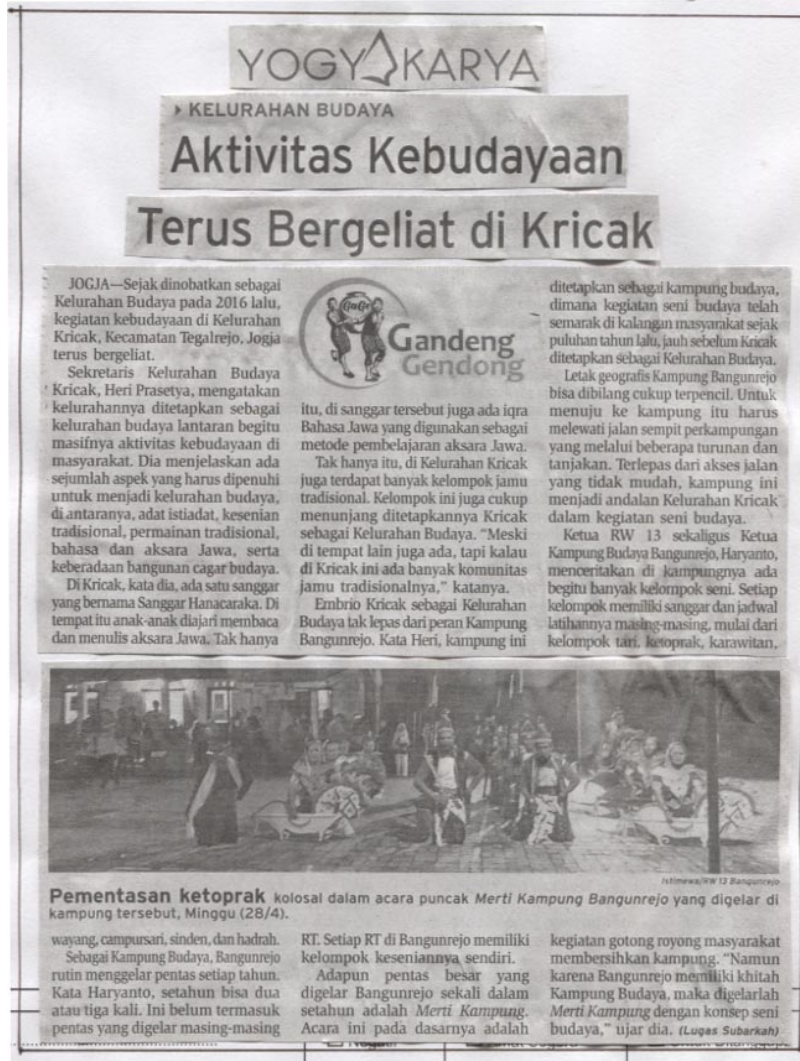 YOGYAKARYA
KELURAHAN BUDAYA
Aktivitas Kebudayaan
Terus Bergeliat di Kricak
JOGJA—Sejak dinobatkan sebagai
Kelurahan Budaya pada 2016 lalu,
kegiatan kebudayaan di Kelurahan
Kricak, Kecamatan Tegalrejo, Jogja
terus bergeliat.
Sekretaris Kelurahan Budaya
Kricak, Heri Prasetya, mengatakan
kelurahannya ditetapkan sebagai
kelurahan budaya lantaran begitu
masifnya aktivitas kebudayaan di
masyarakat. Dia menjelaskan ada
sejumlah aspek yang harus dipenuhi
untuk menjadi kelurahan budaya,
di antaranya, adat istiadat, kesenian
tradisional, permainan tradisional,
bahasa dan aksara Jawa, serta
keberadaan bangunan cagar budaya.
Di Kricak, kata dia, ada satu sanggar
yang bernama Sanggar Hanacaraka. Di
tempat itu anak-anak diajari membaca
dan menulis aksara Jawa. Tak hanya
Gandeng
Gendong
itu, di sanggar tersebut juga ada iqra
Bahasa Jawa yang digunakan sebagai
metode pembelajaran aksara Jawa.
Tak hanya itu, di Kelurahan Kricak
juga terdapat banyak kelompok jamu
tradisional. Kelompok ini juga cukup
menunjang ditetapkannya Kricak
sebagai Kelurahan Budaya. “Meski
di tempat lain juga ada, tapi kalau
di Kricak ini ada banyak komunitas
jamu tradisionalnya,” katanya.
Embrio Kricak sebagai Kelurahan
Budaya tak lepas dari peran Kampung
Bangunrejo. Kata Heri, kampung ini
ditetapkan sebagai kampung budaya,
dimana kegiatan seni budaya telah
semarak di kalangan masyarakat sejak
puluhan tahun lalu, jauh sebelum Kricak
ditetapkan sebagai Kelurahan Budaya.
Letak geografis Kampung Bangunrejo
bisa dibilang cukup terpencil. Untuk
menuju ke kampung itu harus
melewati jalan sempit perkampungan
yang melalui beberapa turunan dan
tanjakan. Terlepas dari akses jalan
yang tidak mudah, kampung ini
menjadi andalan Kelurahan Kricak
dalam kegiatan seni budaya.
Ketua RW 13 sekaligus Ketua
Kampung Budaya Bangunrejo, Haryanto,
menceritakan di kampungnya ada
begitu banyak kelompok seni. Setiap
kelompok memiliki sanggar dan jadwal
latihannya masing-masing, mulai dari
kelompok tari, ketoprak, karawitan,
Istimewa/RW 13 Bangunrejo
Pementasan ketoprak kolosal dalam acara puncak Merti Kampung Bangunrejo yang digelar di
kampung tersebut, Minggu (28/4).
wayang, campursari, sinden, dan hadrah.
Sebagai Kampung Budaya, Bangunrejo
rutin menggelar pentas setiap tahun.
Kata Haryanto, setahun bisa dua
atau tiga kali. Ini belum termasuk
pentas yang digelar masing-masing
RT. Setiap RT di Bangunrejo memiliki
kelompok keseniannya sendiri.
Adapun pentas besar yang
digelar Bangunrejo sekali dalam
setahun adalah Merti Kampung.
Acara ini pada dasarnya adalah
kegiatan gotong royong masyarakat
membersihkan kampung. “Namun
karena Bangunrejo memiliki khitah
Kampung Budaya, maka digelarlah
Merti Kampung dengan konsep seni
budaya,” ujar dia. (Lugas Subarkah)